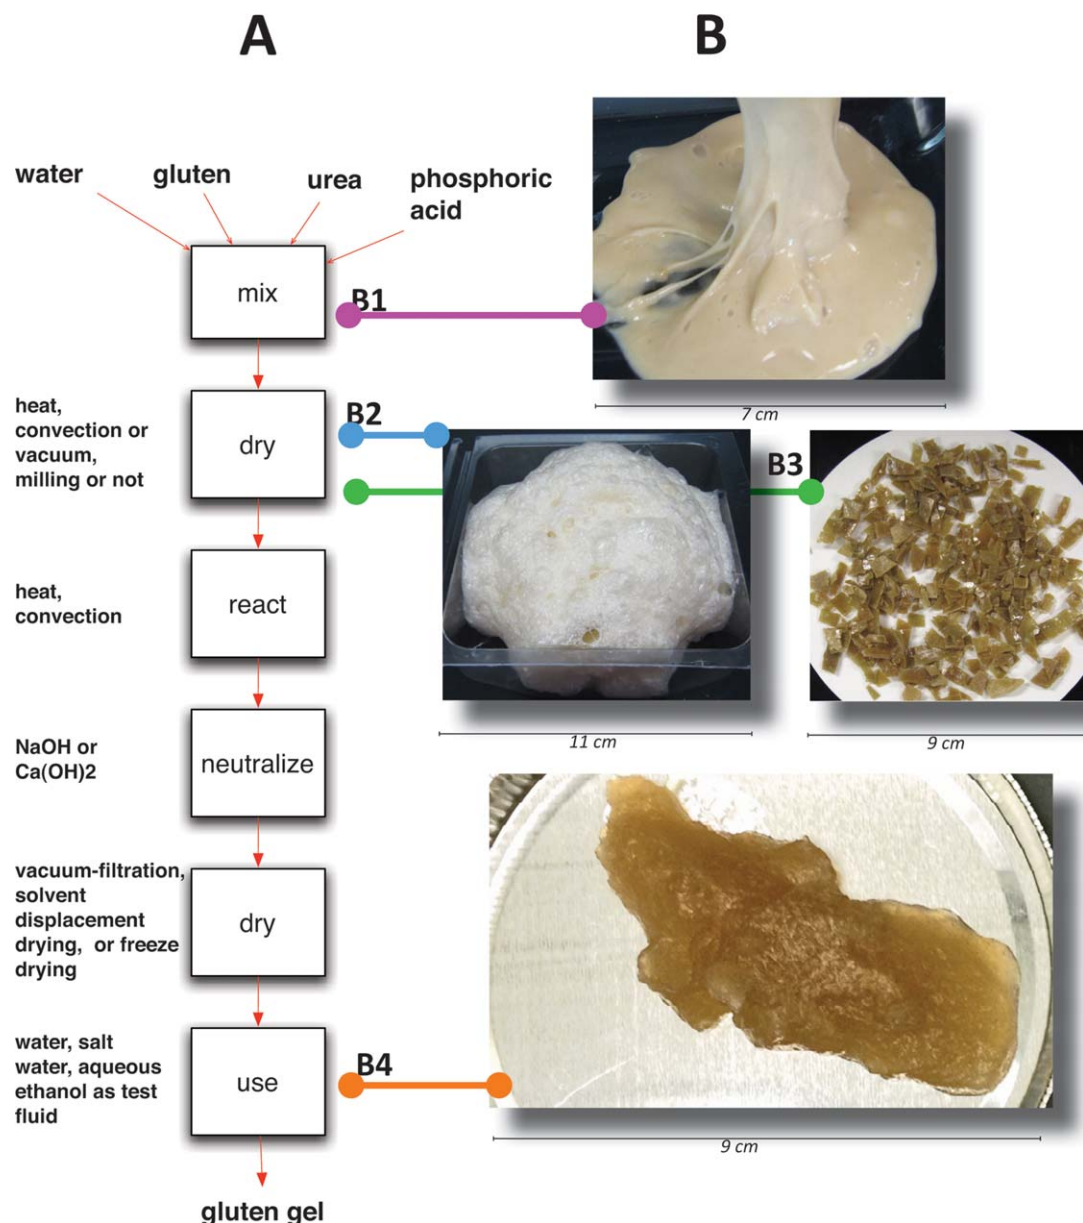 A
B
water
gluten
urea
phosphoric
acid
mix
B1
7 cm
heat,
convection or
vacuum,
milling or not
dry
B2
B3
11 cm
9 cm
heat,
convection
react
NaOH or
Ca(OH)2
neutralize
vacuum-filtration,
solvent
displacement
drying, or freeze
drying
dry
water, salt
water, aqueous
ethanol as test
fluid
use
B4
9 cm
gluten gel